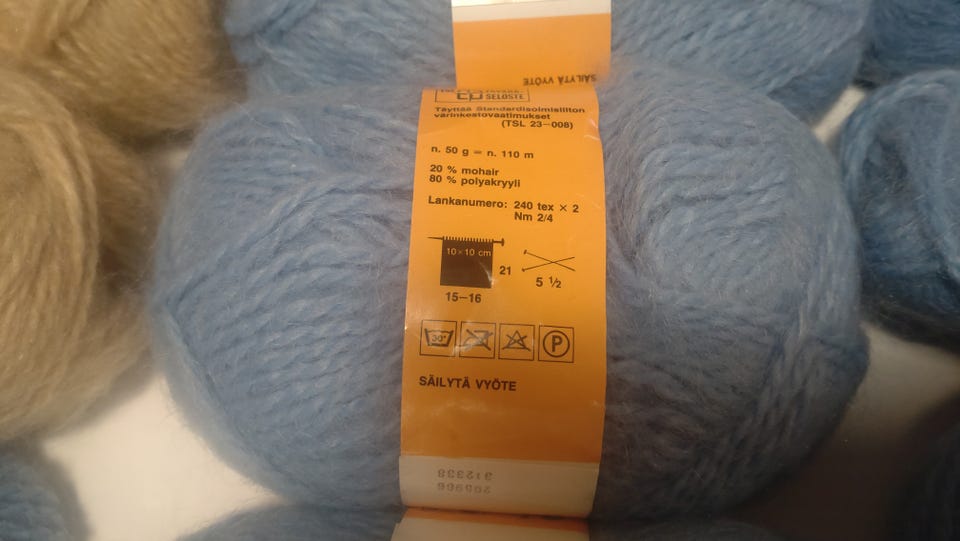 SÄILYTÄ VYÖTE
SELOSTE
Täyttää Standardisoimisliiton
värinkestovaatimukset
(TSL 23-008)
n. 50 g = n. 110 m
20 % mohair
80 % polyakryyli
Lankanumero: 240 tex × 2
Nm 2/4
10×10 cm
21
5 1/2
15-16
30°
P
SÄILYTÄ VYÖTE
312338